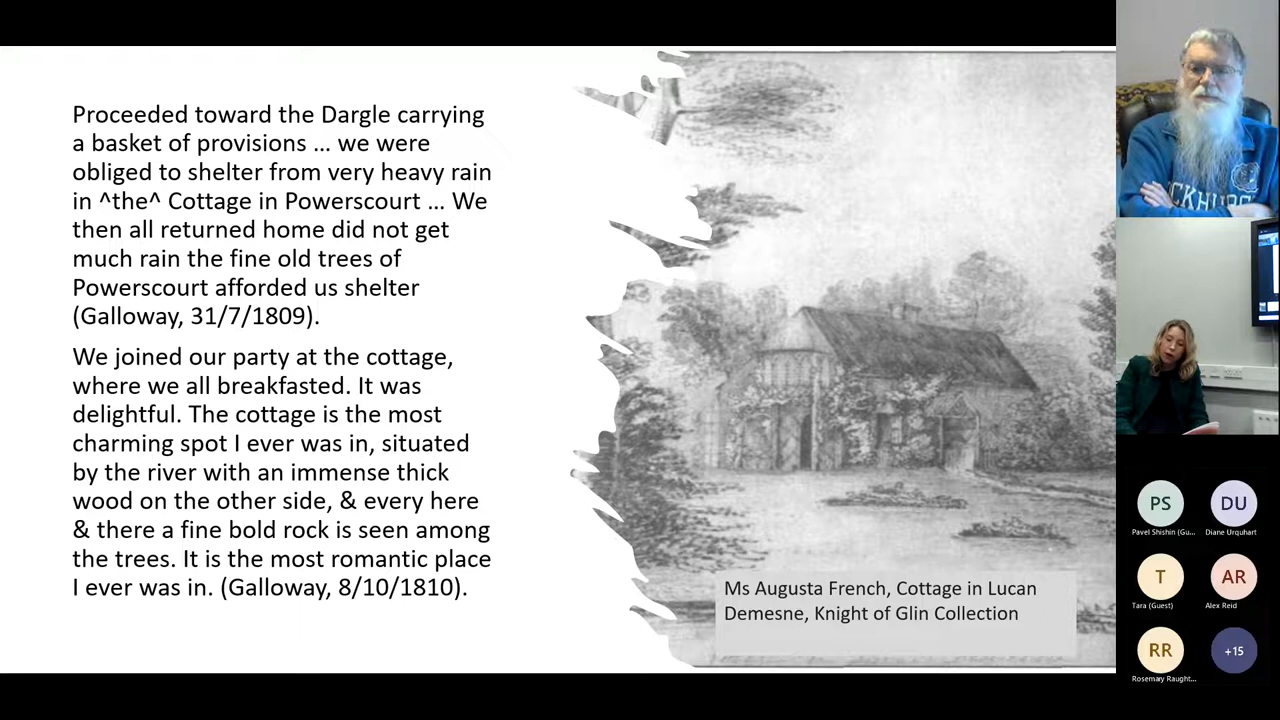 Proceeded toward the Dargle carrying
a basket of provisions … we were
obliged to shelter from very heavy rain
in ^the^ Cottage in Powerscourt … We
then all returned home did not get
much rain the fine old trees of
Powerscourt afforded us shelter
(Galloway, 31/7/1809).
We joined our party at the cottage,
where we all breakfasted. It was
delightful. The cottage is the most
charming spot I ever was in, situated
by the river with an immense thick
wood on the other side, & every here
& there a fine bold rock is seen among
the trees. It is the most romantic place
I ever was in. (Galloway, 8/10/1810).
Ms Augusta French, Cottage in Lucan
Demesne, Knight of Glin Collection
PS
DU
Pavel Shishin (Gu...
Diane Urquhart
T
AR
Tara (Guest)
Alex Reid
RR
+15
Rosemary Raught...